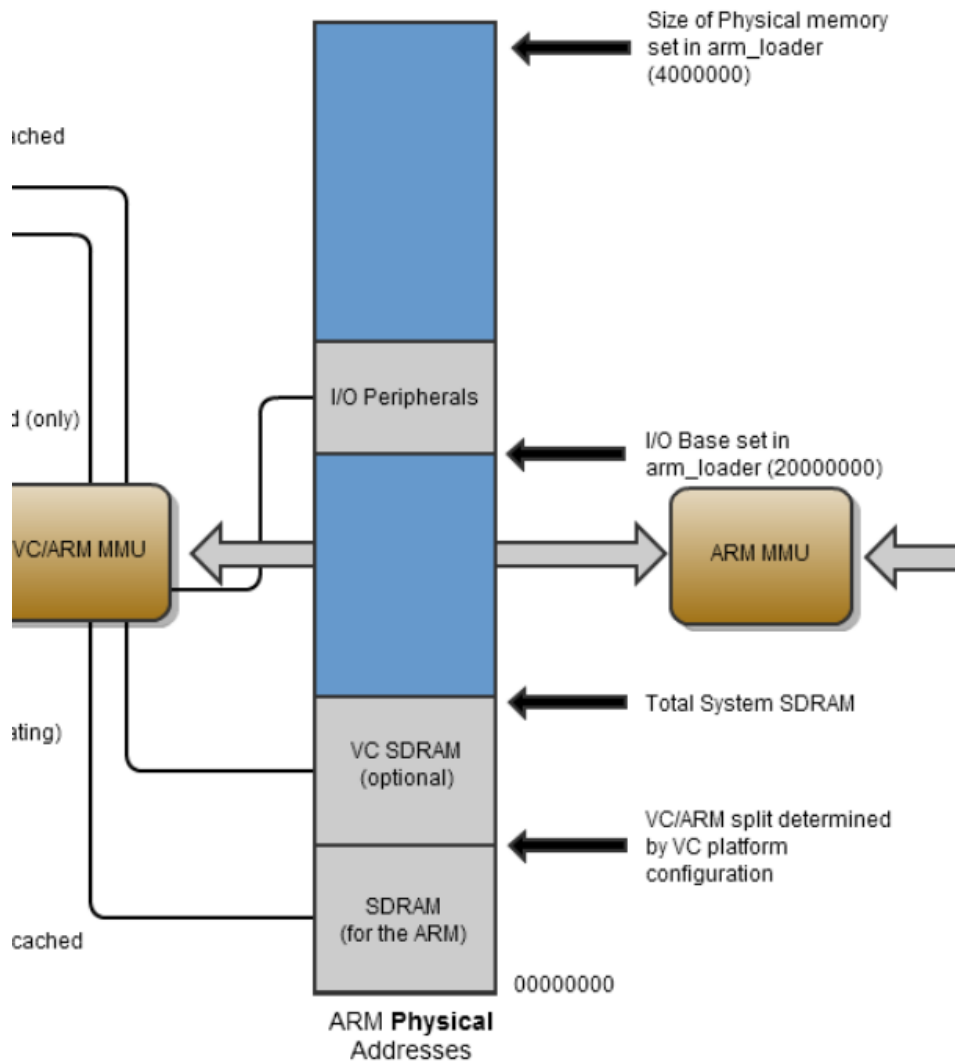 Size of Physical memory
set in arm_loader
(4000000)
ached
I/O Peripherals
d (only)
I/O Base set in
arm_loader (20000000)
VC/ARM MMU
ARM MMU
Total System SDRAM
ating)
VC SDRAM
(optional)
VC/ARM split determined
by VC platform
configuration
SDRAM
(for the ARM)
cached
00000000
ARM Physical
Addresses